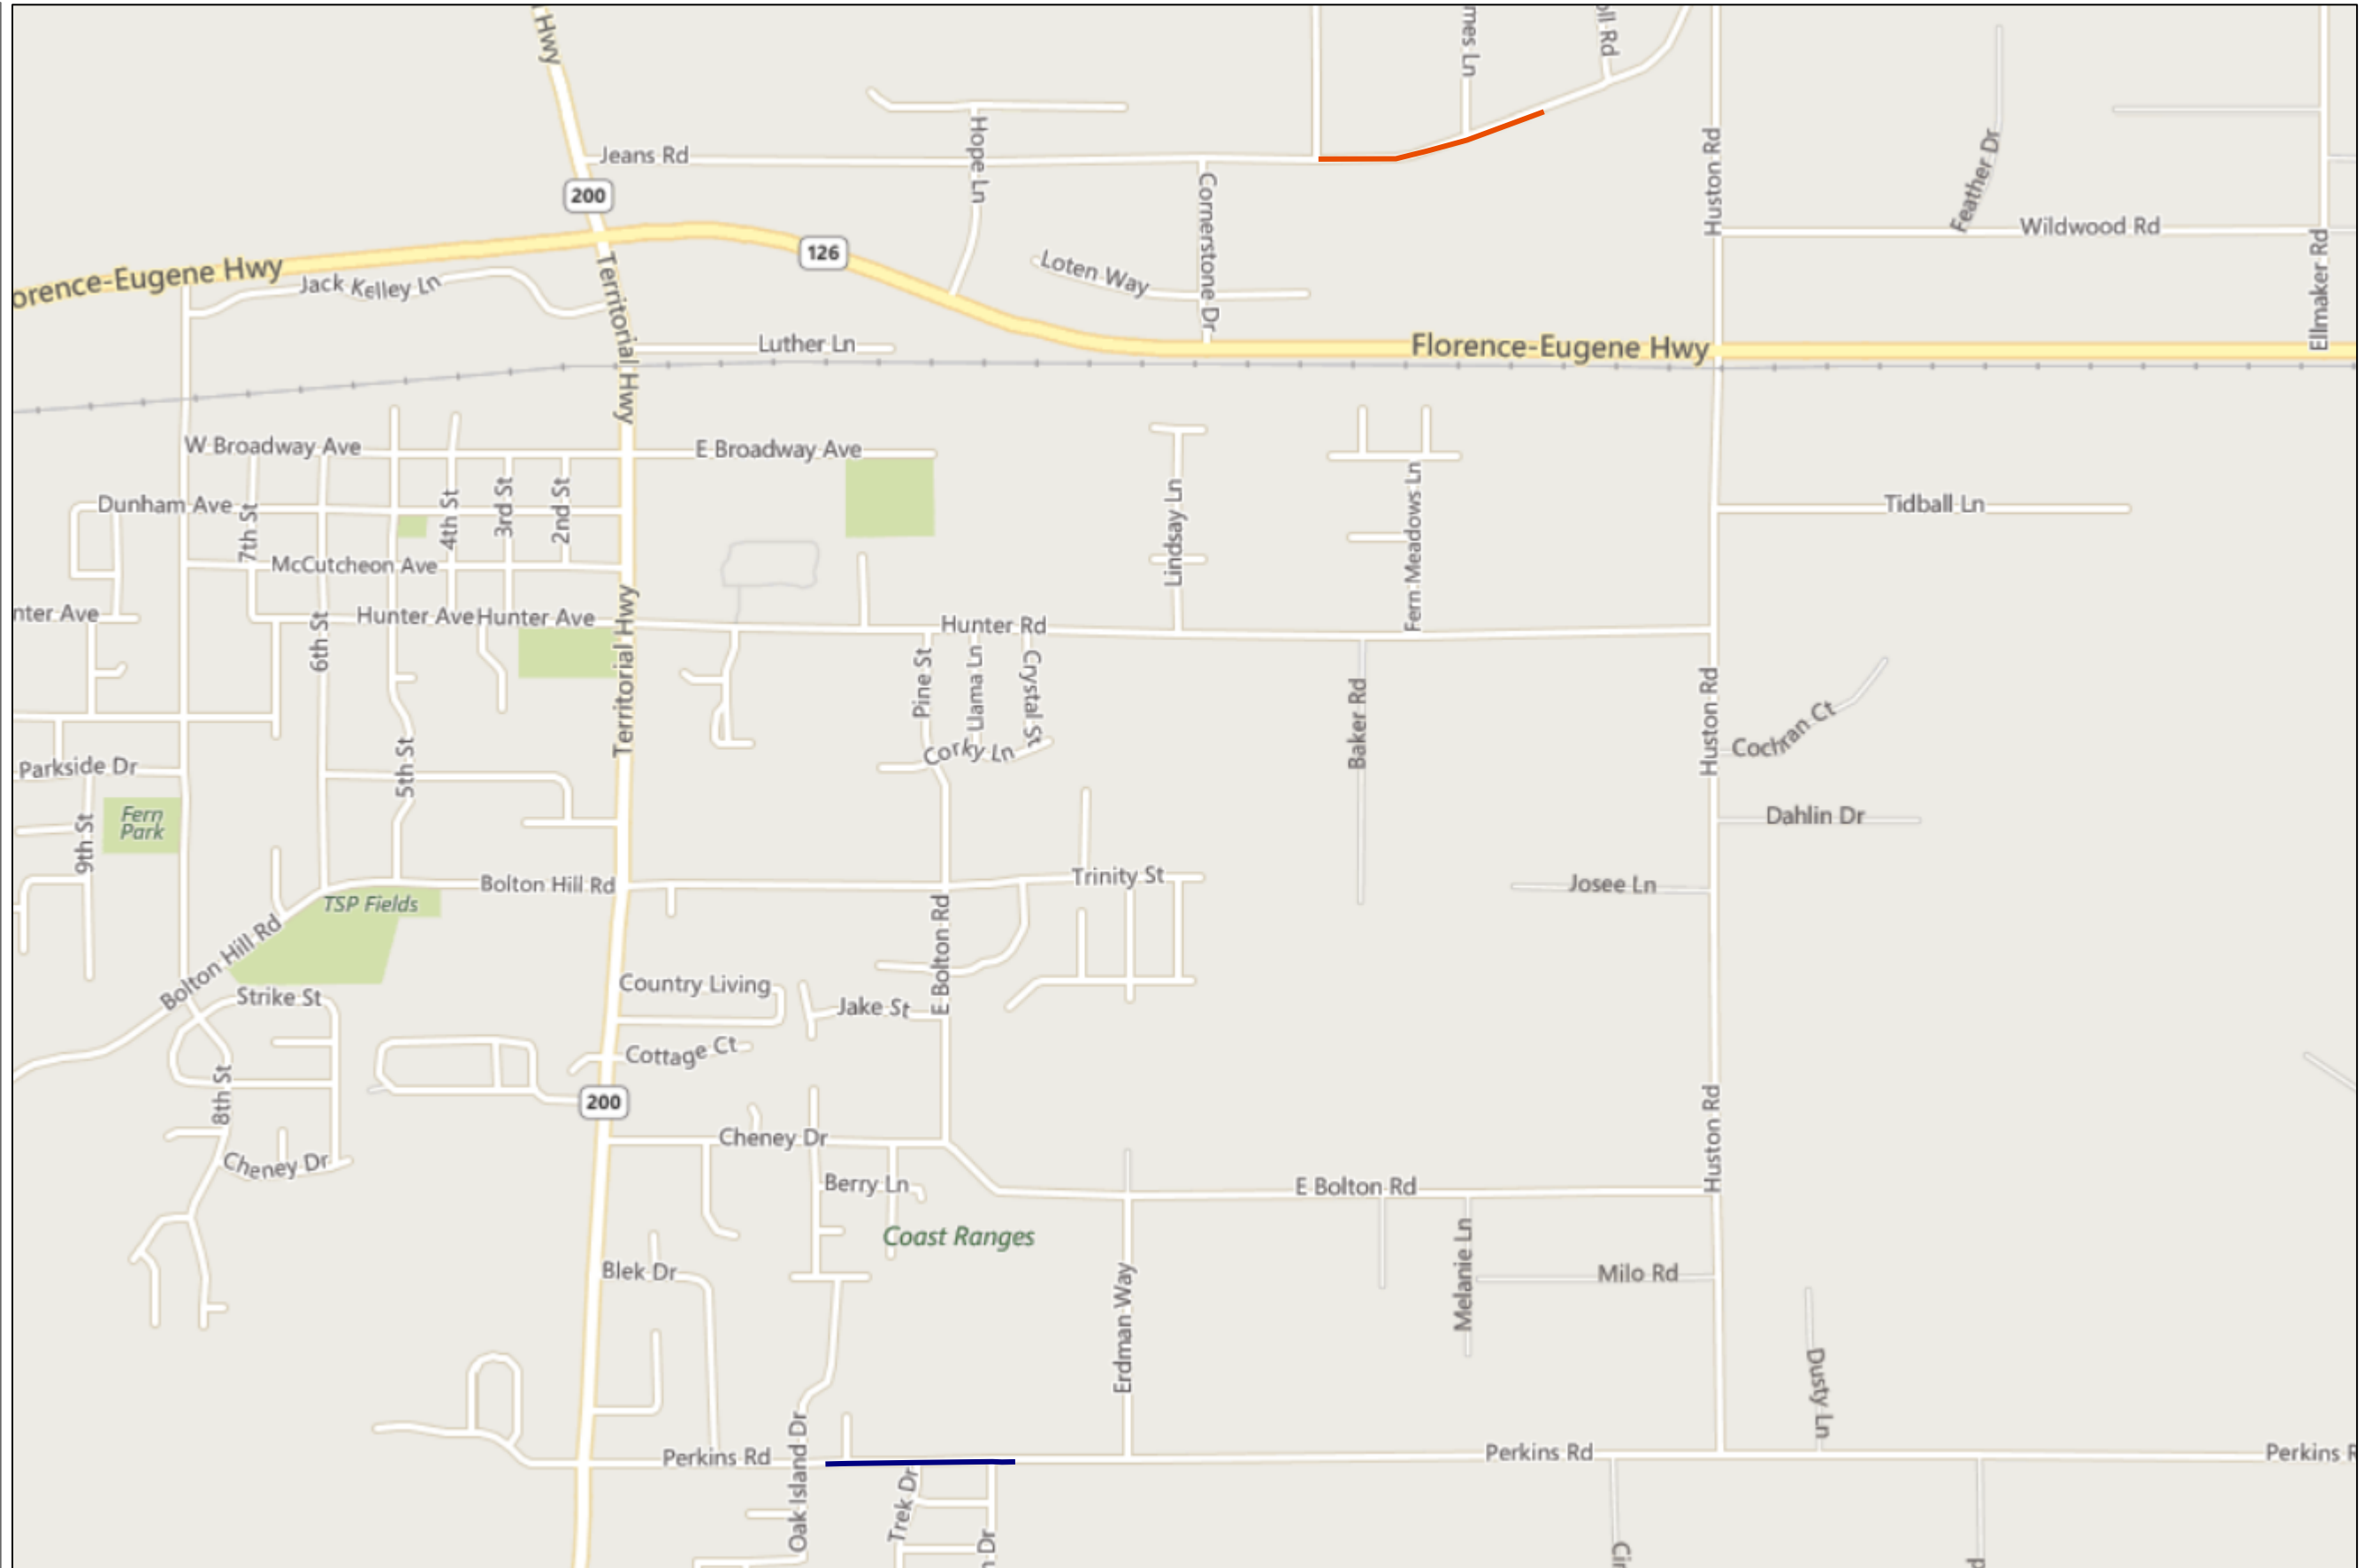 Hwy
Jeans Rd
Hope Ln
Cornerstone Dr
Huston Rd
Feather Dr
Wildwood Rd
Ellmaker Rd
200
126
Loten Way
Jack Kelley Ln
Territorial Hwy
Luther Ln
Florence-Eugene Hwy
W Broadway Ave
E Broadway Ave
Dunham Ave
7th St
4th St
3rd St
2nd St
Lindsay Ln
Fern Meadows Ln
Tidball Ln
McCutcheon Ave
Hunter Ave
Hunter Ave
Hunter Rd
6th St
Territorial Hwy
Pine St
Llama Ln
Crystal St
Baker Rd
Huston Rd
Cochran Ct
Corky Ln
Parkside Dr
5th St
Fern
Park
9th St
Dahlin Dr
Bolton Hill Rd
Trinity St
Josee Ln
TSP Fields
Bolton Hill Rd
E Bolton Rd
Strike St
Country Living
Jake St
Cottage Ct
8th St
200
Huston Rd
Cheney Dr
Cheney Dr
Berry Ln
E Bolton Rd
Coast Ranges
Blek Dr
Erdman Way
Melanie Ln
Milo Rd
Dusty Ln
Perkins Rd
Oak Island Dr
Trek Dr
Perkins Rd
Perkins R
Dr